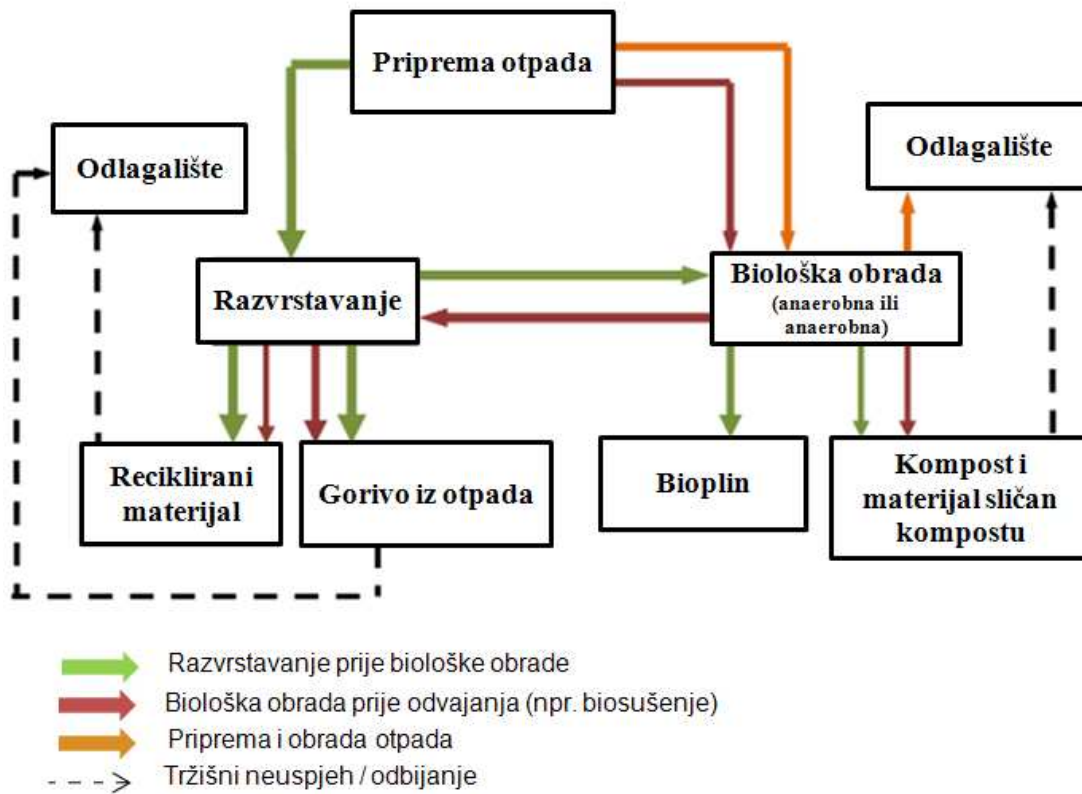 Priprema otpada
Odlagalište
Odlagalište
Razvrstavanje
Biološka obrada
(anaerobna ili
anaerobna)
Reciklirani
materijal
Gorivo iz otpada
Bioplin
Kompost i
materijal sličan
kompostu
Razvrstavanje prije biološke obrade
Biološka obrada prije odvajanja (npr. biosušenje)
Priprema i obrada otpada
Tržišni neuspjeh / odbijanje